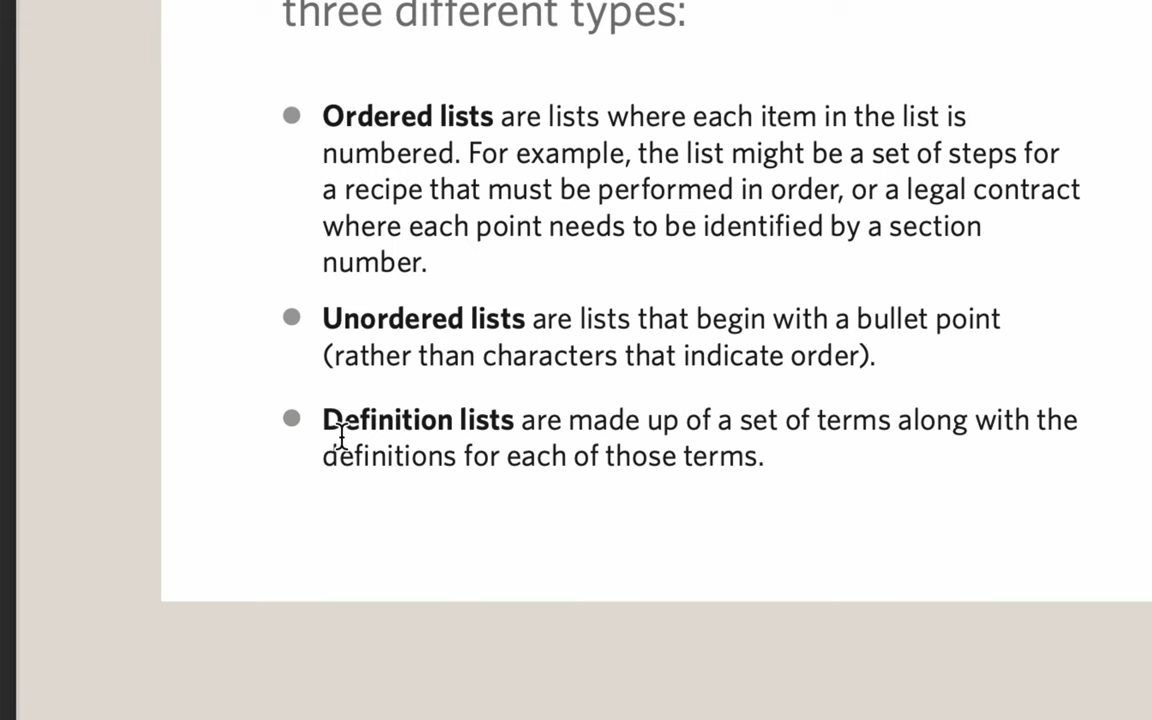 three different types:
Ordered lists are lists where each item in the list is
numbered. For example, the list might be a set of steps for
a recipe that must be performed in order, or a legal contract
where each point needs to be identified by a section
number.
Unordered lists are lists that begin with a bullet point
(rather than characters that indicate order).
Definition lists are made up of a set of terms along with the
definitions for each of those terms.